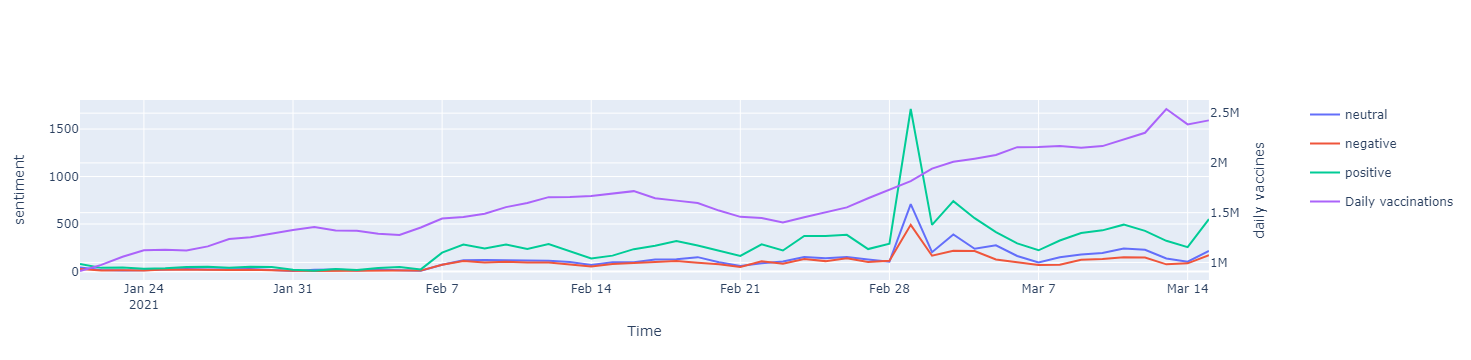 sentiment
1500
1000
500
0
2.5M
2M
1.5M
1M
daily vaccines
Jan 24
2021
Jan 31
Feb 7
Feb 14
Feb 21
Feb 28
Mar 7
Mar 14
Time
neutral
negative
positive
Daily vaccinations